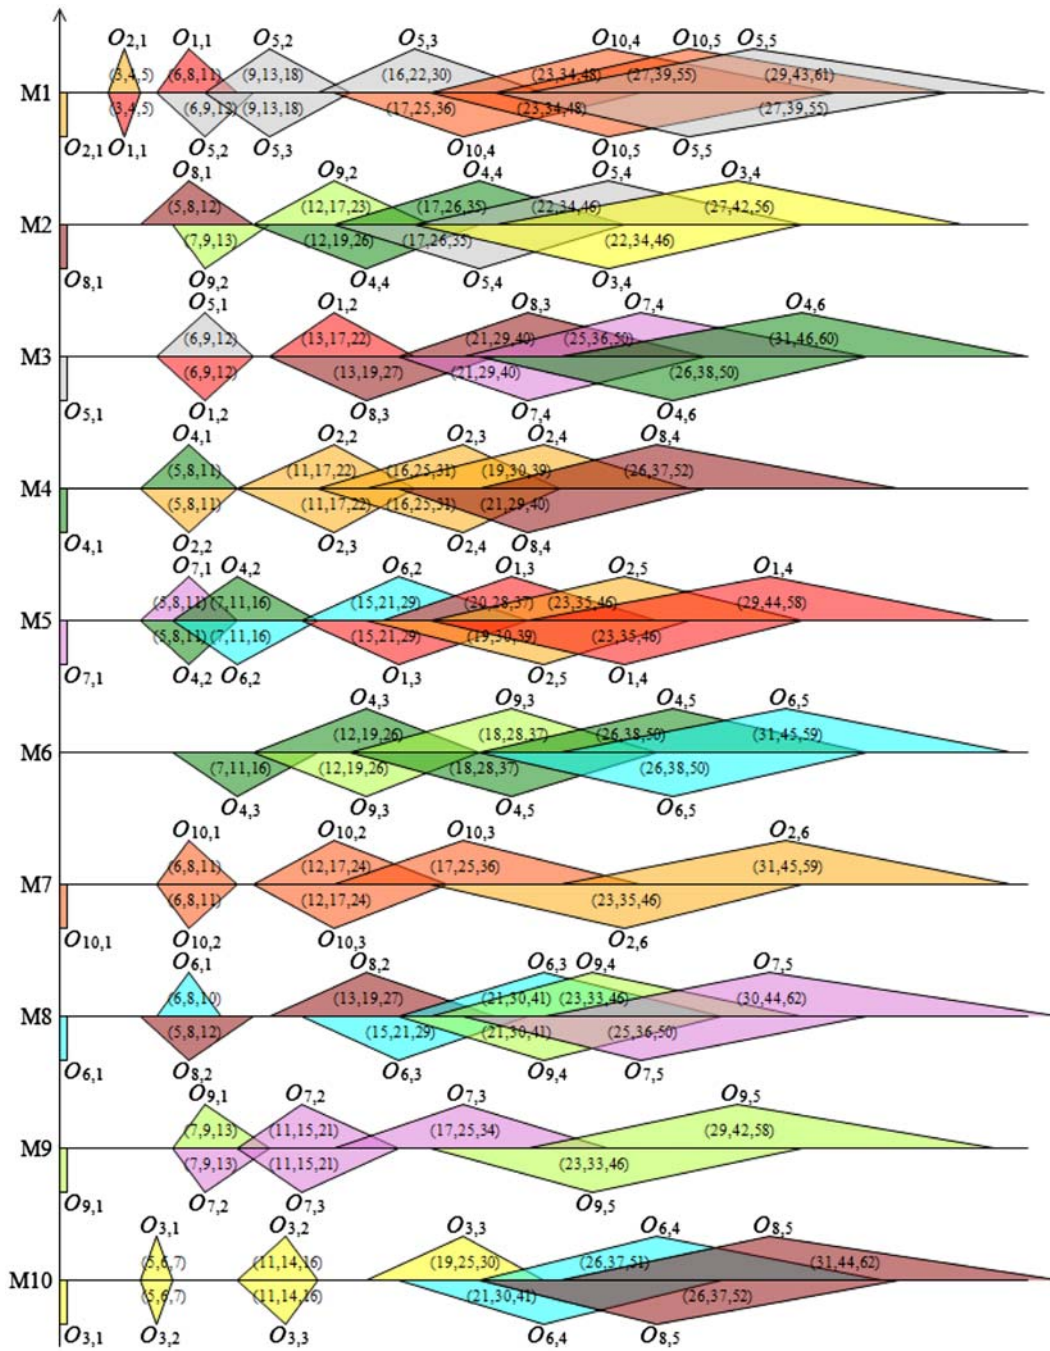 O2,1 O1,1 O5,2 O5,3 O10,4 O10,5 O5,5
(3,4,5) (6,8,11) (9,13,18) (16,22,30) (23,34,48) (27,39,55) (29,43,61)
M1
(3,4,5) (6,9,12) (9,13,18) (17,25,36) (23,34,48) (27,39,55)
O2,1 O1,1 O5,2 O5,3 O10,4 O10,5 O5,5
O8,1 O9,2 O4,4 O5,4 O3,4
(5,8,12) (12,17,23) (17,26,35) (22,34,46) (27,42,56)
M2
(7,9,13) (12,19,26) (17,26,35) (22,34,46)
O8,1 O9,2 O4,4 O5,4 O3,4
O5,1 O1,2 O8,3 O7,4 O4,6
(6,9,12) (13,17,22) (21,29,40) (25,36,50) (31,46,60)
M3
(6,9,12) (13,19,27) (21,29,40) (26,38,50)
O5,1 O1,2 O8,3 O7,4 O4,6
O4,1 O2,2 O2,3 O2,4 O8,4
(5,8,11) (11,17,22) (16,25,31) (19,30,39) (26,37,52)
M4
(5,8,11) (11,17,22) (16,25,31) (21,29,40)
O4,1 O2,2 O2,3 O2,4 O8,4
O7,1 O4,2 O6,2 O1,3 O2,5 O1,4
(5,8,11) (7,11,16) (15,21,29) (20,28,37) (23,35,46) (29,44,58)
M5
(5,8,11) (7,11,16) (15,21,29) (19,30,39) (23,35,46)
O7,1 O4,2 O6,2 O1,3 O2,5 O1,4
O4,3 O9,3 O4,5 O6,5
(12,19,26) (18,28,37) (26,38,50) (31,45,59)
M6
(7,11,16) (12,19,26) (18,28,37) (26,38,50)
O4,3 O9,3 O4,5 O6,5
O10,1 O10,2 O10,3 O2,6
(6,8,11) (12,17,24) (17,25,36) (31,45,59)
M7
(6,8,11) (12,17,24) (23,35,46)
O10,1 O10,2 O10,3 O2,6
O6,1 O8,2 O6,3 O9,4 O7,5
(6,8,10) (13,19,27) (21,30,41) (23,33,46) (30,44,62)
M8
(5,8,12) (15,21,29) (21,30,41) (25,36,50)
O6,1 O8,2 O6,3 O9,4 O7,5
O9,1 O7,2 O7,3 O9,5
(7,9,13) (11,15,21) (17,25,34) (29,42,58)
M9
(7,9,13) (11,15,21) (23,33,46)
O9,1 O7,2 O7,3 O9,5
O3,1 O3,2 O3,3 O6,4 O8,5
(5,6,7) (11,14,16) (19,25,30) (26,37,51) (31,44,62)
M10
(5,6,7) (11,14,16) (21,30,41) (26,37,52)
O3,1 O3,2 O3,3 O6,4 O8,5